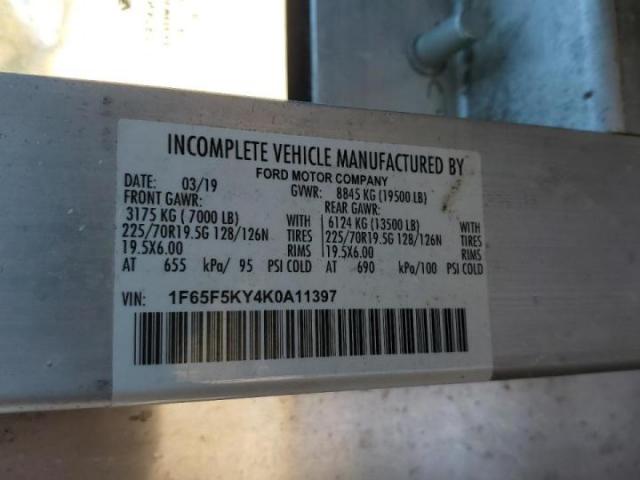 INCOMPLETE VEHICLE MANUFACTURED BY
FORD MOTOR COMPANY
DATE: 03/19 GVWR: 8845 KG (19500 LB)
FRONT GAWR: REAR GAWR:
3175 KG ( 7000 LB) WITH 6124 KG (13500 LB) WITH
225/70R19.5G 128/126N TIRES 225/70R19.5G 128/126N TIRES
19.5X6.00 RIMS 19.5X6.00 RIMS
AT 655 kPa/ 95 PSI COLD AT 690 kPa/100 PSI COLD
VIN: 1F65F5KY4K0A11397